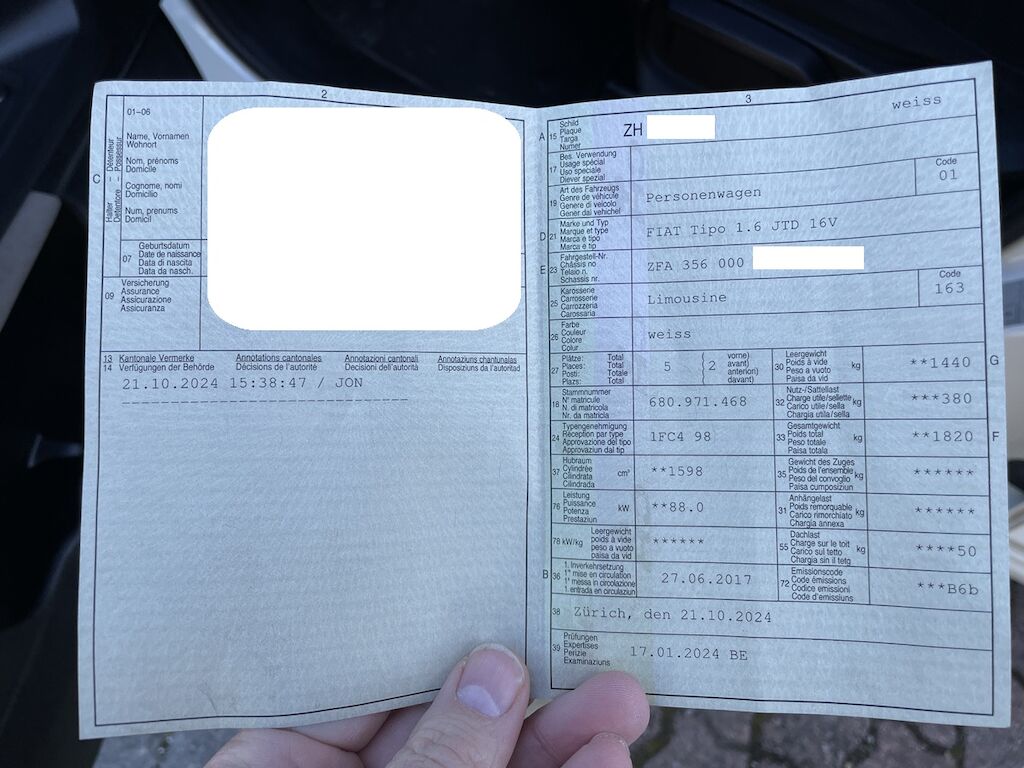 2
01–06
C
Halter – Détenteur
Detentore – Possessur
Name, Vornamen
Wohnort
Nom, prénoms
Domicile
Cognome, nomi
Domicilio
Num, prenums
Domicil
07
Geburtsdatum
Date de naissance
Data di nascita
Data da nasch.
09
Versicherung
Assurance
Assicurazione
Assicuranza
13
14
Kantonale Vermerke
Verfügungen der Behörde
Annotations cantonales
Décisions de l'autorité
Annotazioni cantonali
Decisioni dell'autorità
Annotaziuns chantunalas
Disposiziuns da l'autoritad
21.10.2024 15:38:47 / JON
3
weiss
A 15
Schild
Plaque
Targa
Numer
ZH
17
Bes. Verwendung
Usage spécial
Uso speciale
Diever spezial
Code
01
19
Art des Fahrzeugs
Genre de véhicule
Genere di veicolo
Gener dal vehichel
Personenwagen
D 21
Marke und Typ
Marque et type
Marca e tipo
Marca e tip
FIAT Tipo 1.6 JTD 16V
E 23
Fahrgestell-Nr.
Châssis no
Telaio n.
Schassis nr.
ZFA 356 000
25
Karosserie
Carrosserie
Carrozzeria
Carossaria
Limousine
Code
163
26
Farbe
Couleur
Colore
Colur
weiss
27
Plätze: Total
Places: Total
Posti: Totale
Plazs: Total
5
(2
vorne)
avant)
anteriori)
davant)
30
Leergewicht
Poids à vide
Peso a vuoto
Paisa da vid
kg
**1440
G
18
Stammnummer
N° matricule
N. di matricola
Nr. da matricla
680.971.468
32
Nutz-/Sattellast
Charge utile/sellette
Carico utile/sella
Chargia utila/sella
kg
***380
24
Typengenehmigung
Réception par type
Approvazione del tipo
Approvaziun dal tip
1FC4 98
33
Gesamtgewicht
Poids total
Peso totale
Paisa totala
kg
**1820
F
37
Hubraum
Cylindrée
Cilindrata
Cilindrada
cm³
**1598
35
Gewicht des Zuges
Poids de l'ensemble
Peso del convoglio
Paisa cumposiziun
kg
******
76
Leistung
Puissance
Potenza
Prestaziun
kW
**88.0
31
Anhängelast
Poids remorquable
Carico rimorchiato
Chargia annexa
kg
******
78 kW/kg
Leergewicht
poids à vide
peso a vuoto
paisa da vid
******
55
Dachlast
Charge sur le toit
Carico sul tetto
Chargia sin il tetg
kg
****50
B 36
1. Inverkehrsetzung
1re mise en circulation
1a messa in circolazione
1. entrada en circulaziun
27.06.2017
72
Emissionscode
Code émissions
Codice emissioni
Code d'emissiuns
***B6b
38
Zürich, den 21.10.2024
39
Prüfungen
Expertises
Perizie
Examinaziuns
17.01.2024 BE